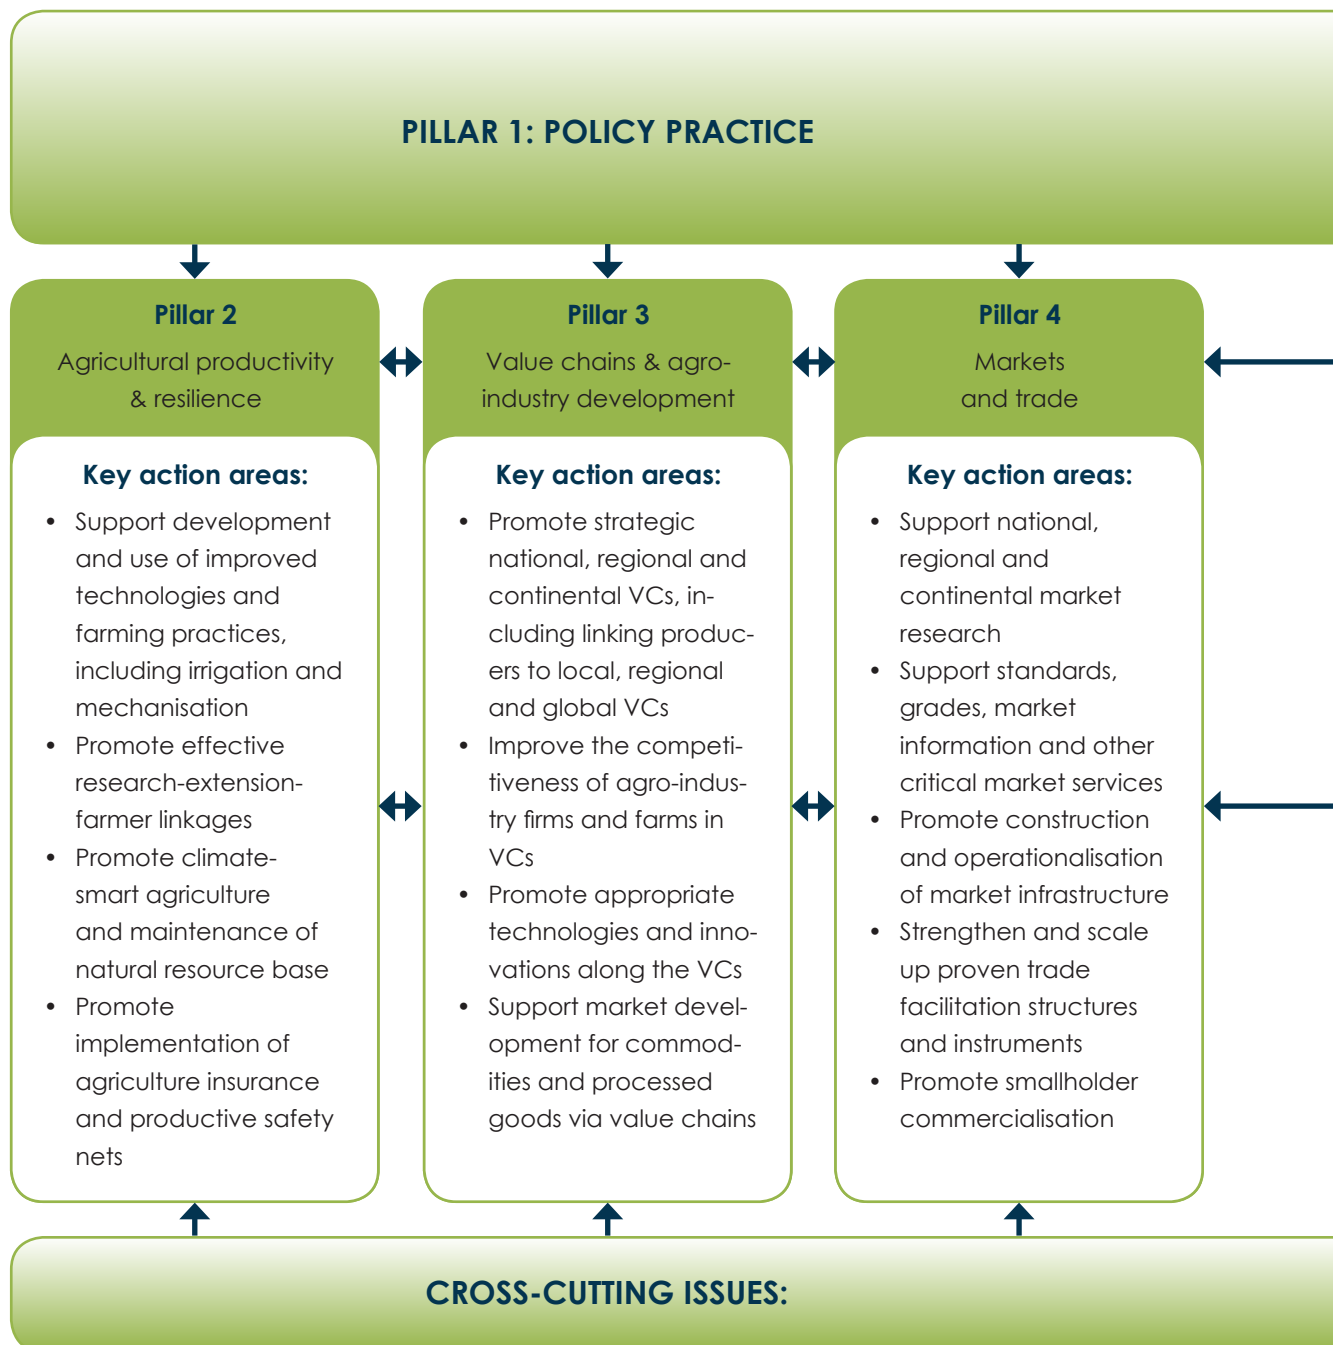 PILLAR 1: POLICY PRACTICE
Pillar 2
Agricultural productivity
& resilience
Key action areas:
• Support development
and use of improved
technologies and
farming practices,
including irrigation and
mechanisation
• Promote effective
research-extension-
farmer linkages
• Promote climate-
smart agriculture
and maintenance of
natural resource base
• Promote
implementation of
agriculture insurance
and productive safety
nets
Pillar 3
Value chains & agro-
industry development
Key action areas:
• Promote strategic
national, regional and
continental VCs, in-
cluding linking produc-
ers to local, regional
and global VCs
• Improve the competi-
tiveness of agro-indus-
try firms and farms in
VCs
• Promote appropriate
technologies and inno-
vations along the VCs
• Support market devel-
opment for commod-
ities and processed
goods via value chains
Pillar 4
Markets
and trade
Key action areas:
• Support national,
regional and
continental market
research
• Support standards,
grades, market
information and other
critical market services
• Promote construction
and operationalisation
of market infrastructure
• Strengthen and scale
up proven trade
facilitation structures
and instruments
• Promote smallholder
commercialisation
CROSS-CUTTING ISSUES: